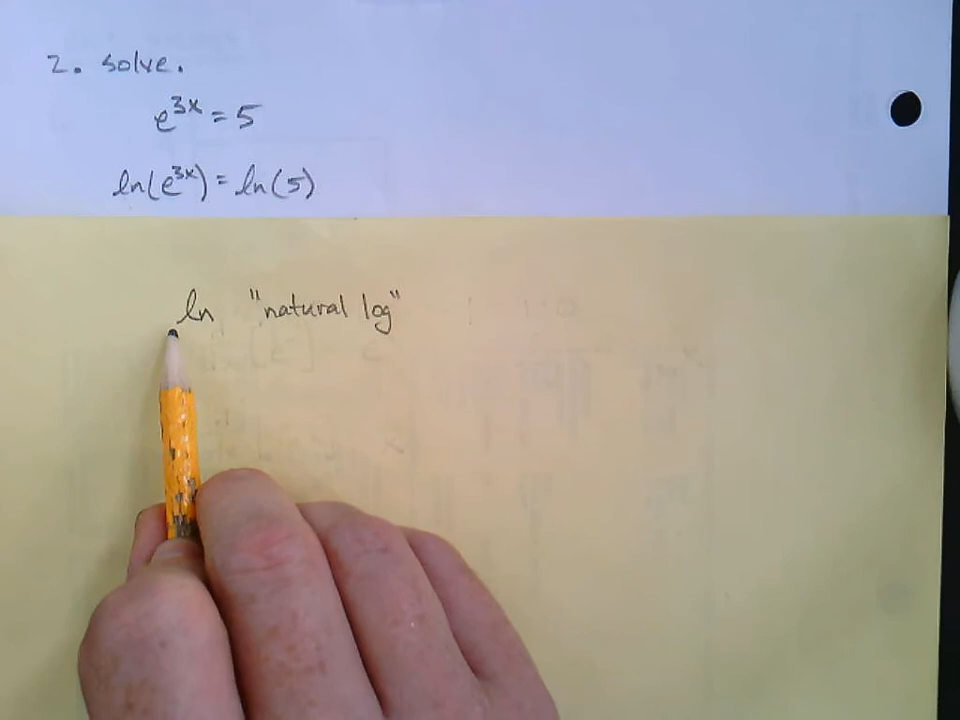 2. solve.
e^{3x} = 5
ln(e^{3x}) = ln(5)
ln "natural log"